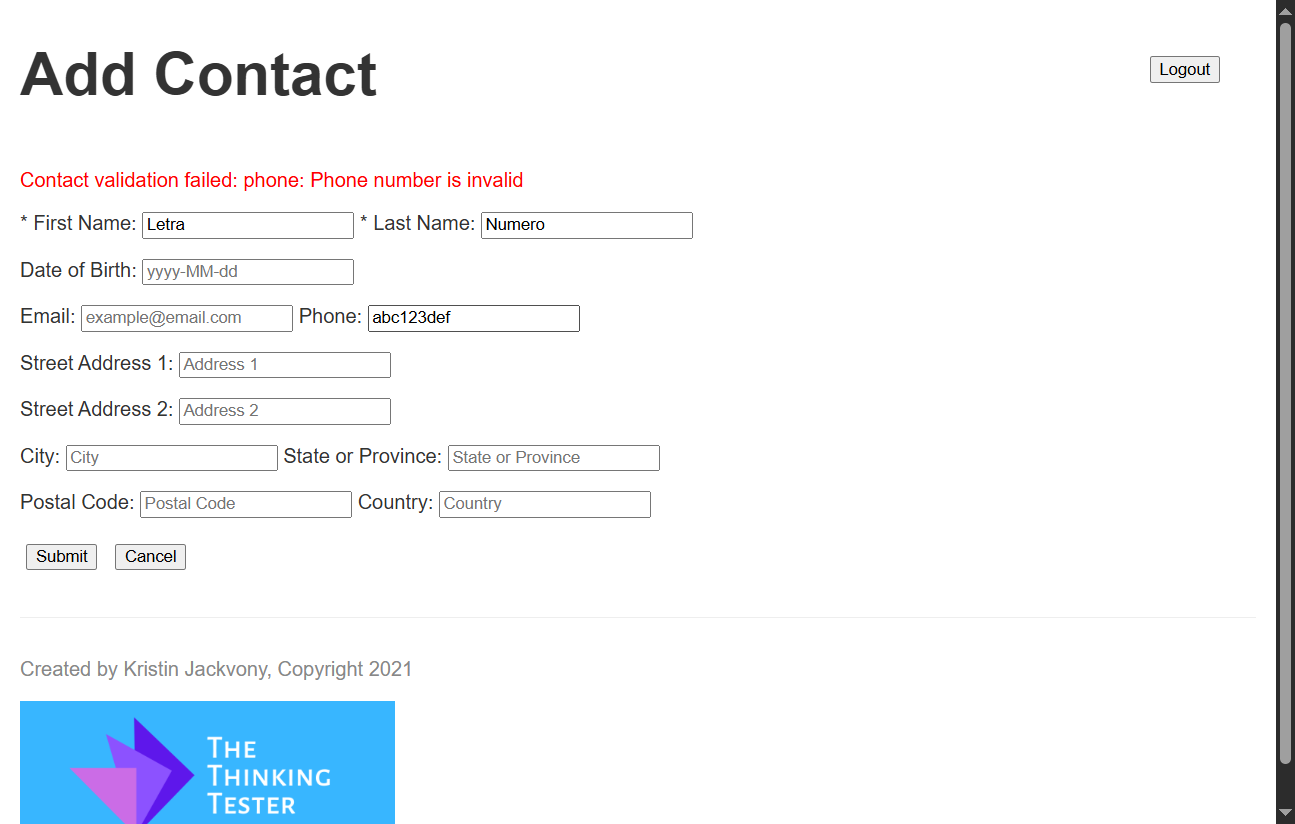 Add Contact
Logout
Contact validation failed: phone: Phone number is invalid
* First Name: Letra * Last Name: Numero
Date of Birth: yyyy-MM-dd
Email: example@email.com Phone: abc123def
Street Address 1: Address 1
Street Address 2: Address 2
City: City State or Province: State or Province
Postal Code: Postal Code Country: Country
Submit Cancel
Created by Kristin Jackvony, Copyright 2021
THE
THINKING
TESTER